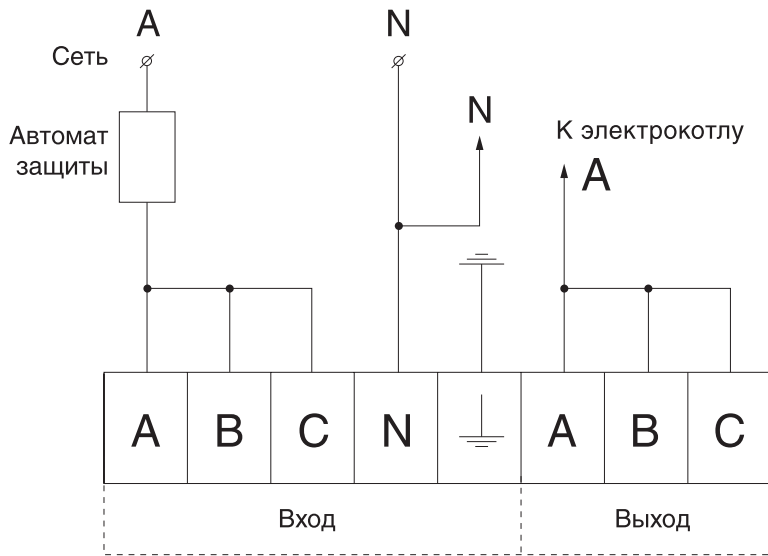 А N
Сеть
Автомат
защиты
N
К электрокотлу
А
А В С N А В С
Вход Выход